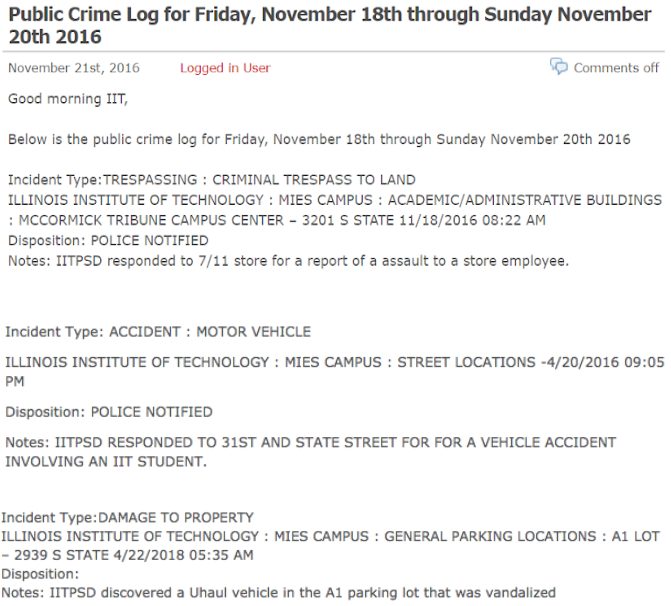 Public Crime Log for Friday, November 18th through Sunday November
20th 2016
November 21st, 2016 Logged in User Comments off
Good morning IIT,
Below is the public crime log for Friday, November 18th through Sunday November 20th 2016
Incident Type:TRESPASSING : CRIMINAL TRESPASS TO LAND
ILLINOIS INSTITUTE OF TECHNOLOGY : MIES CAMPUS : ACADEMIC/ADMINISTRATIVE BUILDINGS
: MCCORMICK TRIBUNE CAMPUS CENTER – 3201 S STATE 11/18/2016 08:22 AM
Disposition: POLICE NOTIFIED
Notes: IITPSD responded to 7/11 store for a report of a assault to a store employee.
Incident Type: ACCIDENT : MOTOR VEHICLE
ILLINOIS INSTITUTE OF TECHNOLOGY : MIES CAMPUS : STREET LOCATIONS -4/20/2016 09:05
PM
Disposition: POLICE NOTIFIED
Notes: IITPSD RESPONDED TO 31ST AND STATE STREET FOR FOR A VEHICLE ACCIDENT
INVOLVING AN IIT STUDENT.
Incident Type:DAMAGE TO PROPERTY
ILLINOIS INSTITUTE OF TECHNOLOGY : MIES CAMPUS : GENERAL PARKING LOCATIONS : A1 LOT
– 2939 S STATE 4/22/2018 05:35 AM
Disposition:
Notes: IITPSD discovered a Uhaul vehicle in the A1 parking lot that was vandalized